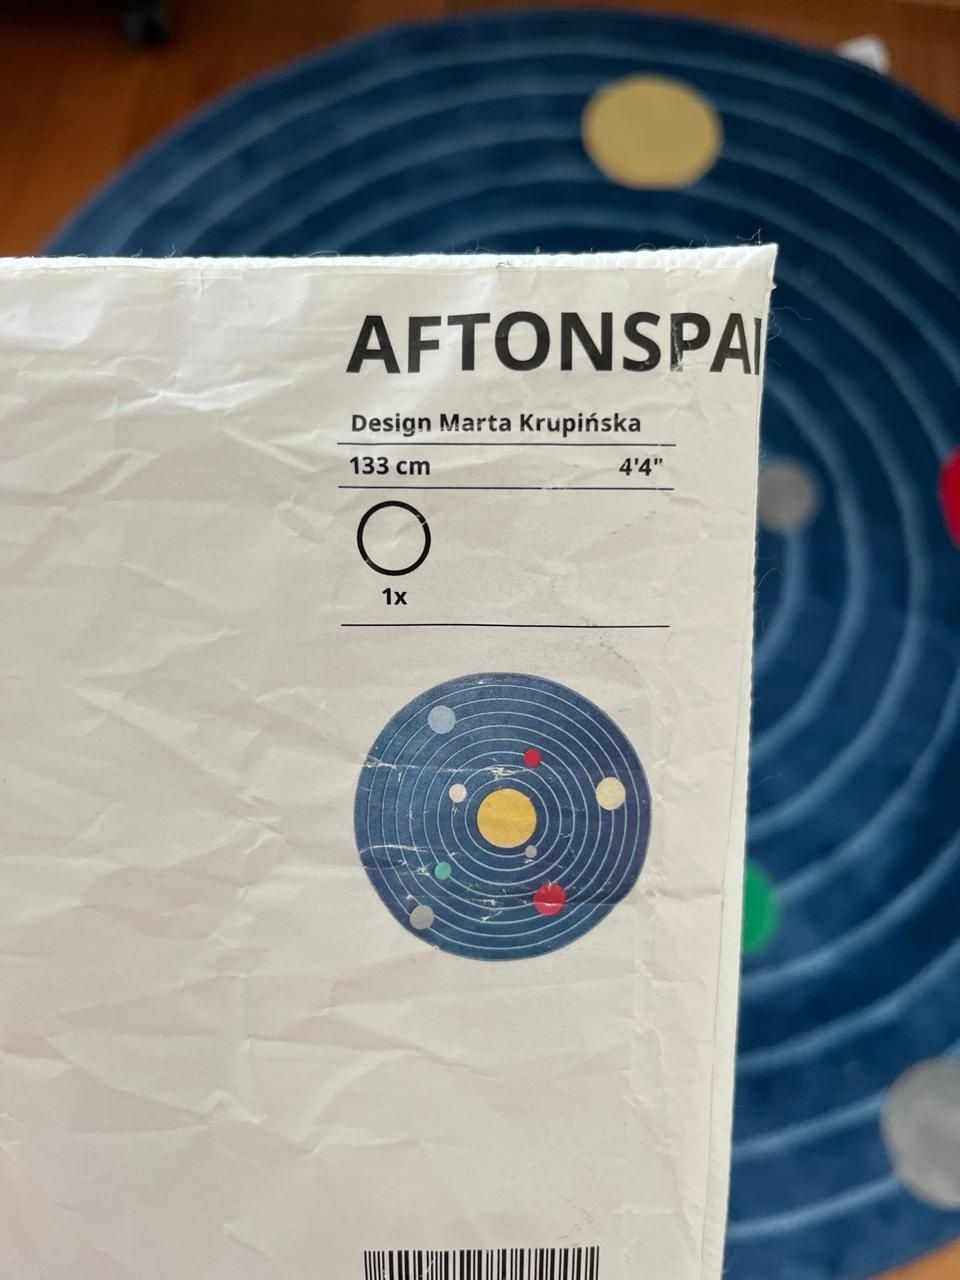 AFTONSPA
Design Marta Krupińska
133 cm 4'4"
1x